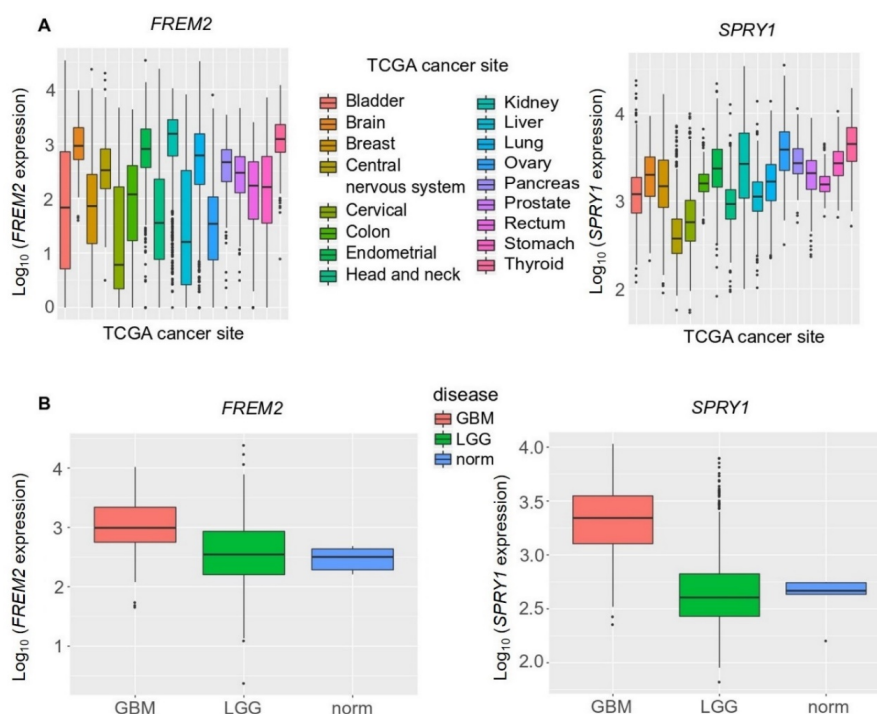 A
FREM2
SPRY1
Log10 (FREM2 expression)
4
3
2
1
0
TCGA cancer site
TCGA cancer site
Bladder
Brain
Breast
Central
nervous system
Cervical
Colon
Endometrial
Head and neck
Kidney
Liver
Lung
Ovary
Pancreas
Prostate
Rectum
Stomach
Thyroid
Log10 (SPRY1 expression)
4
3
2
TCGA cancer site
B
FREM2
disease
GBM
LGG
norm
SPRY1
Log10 (FREM2 expression)
4
3
2
1
GBM LGG norm
Log10 (SPRY1 expression)
4.0
3.5
3.0
2.5
2.0
GBM LGG norm